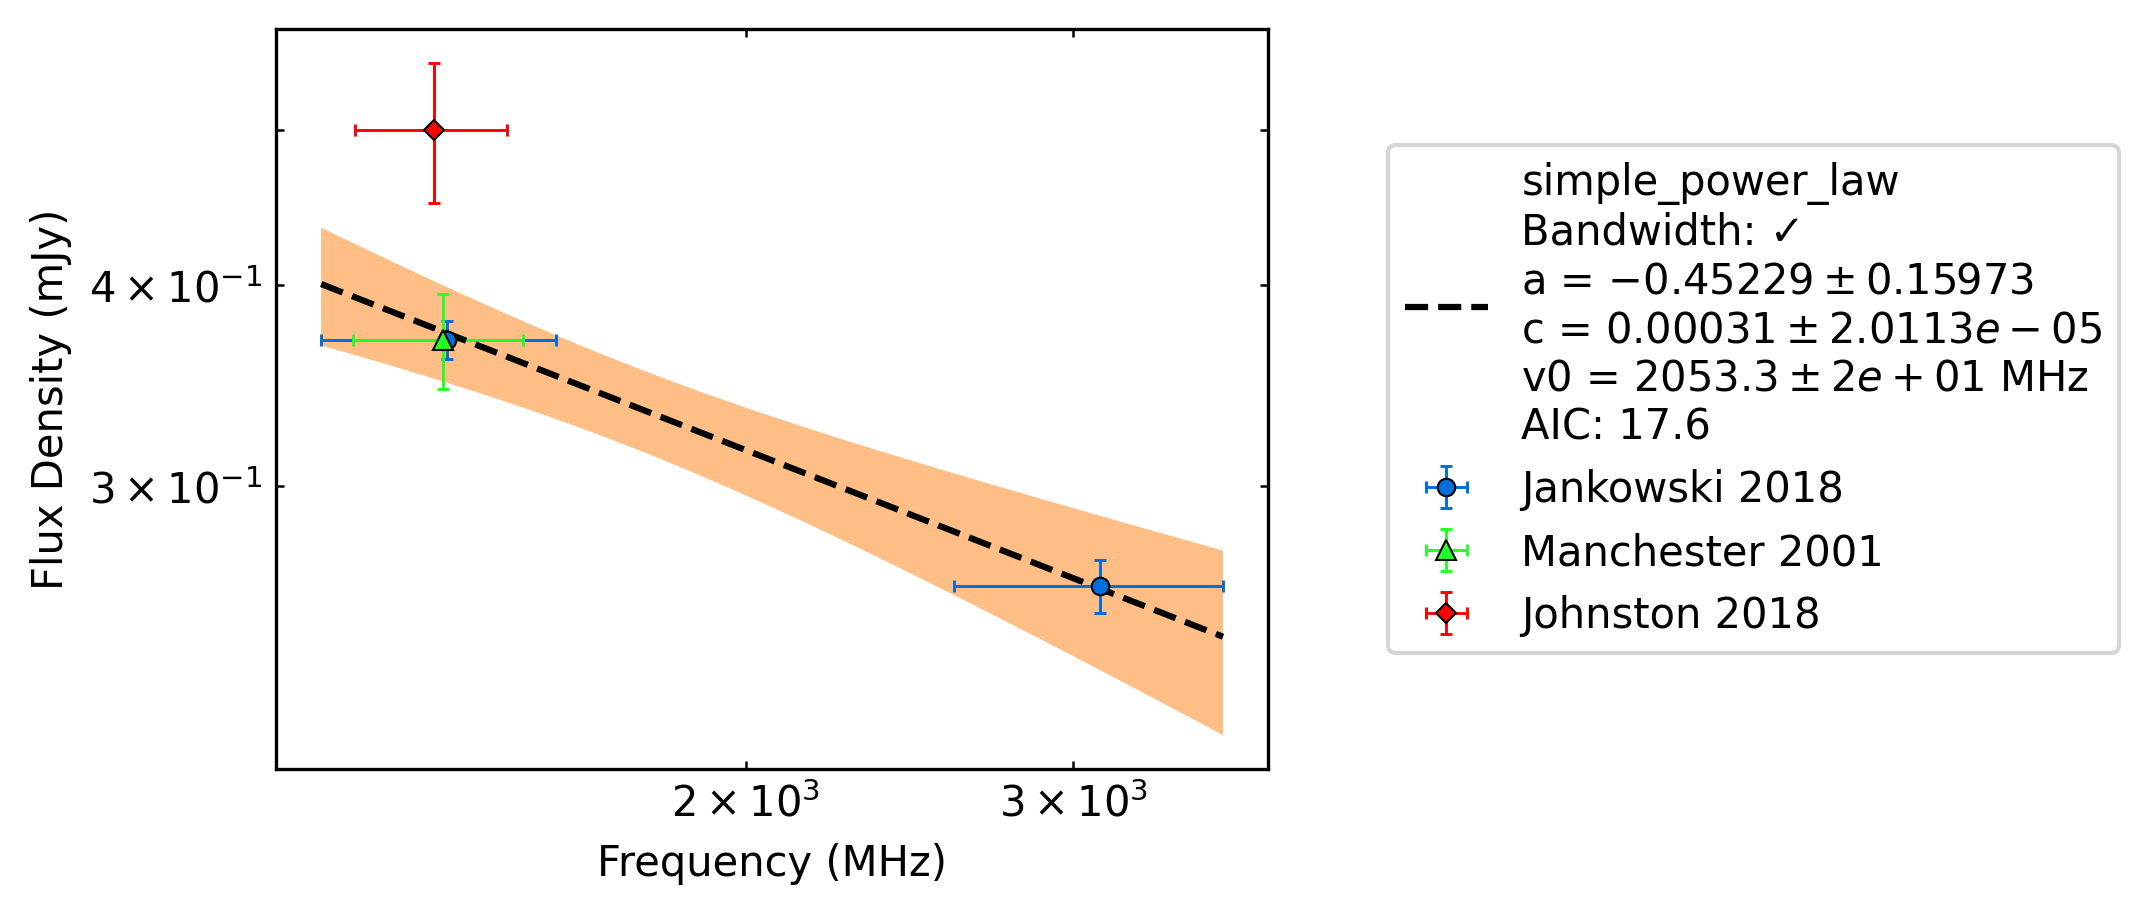 Flux Density (mJy)
4 × 10⁻¹
3 × 10⁻¹
2 × 10³
3 × 10³
Frequency (MHz)
simple_power_law
Bandwidth: ✓
a = −0.45229 ± 0.15973
c = 0.00031 ± 2.0113e − 05
v0 = 2053.3 ± 2e + 01 MHz
AIC: 17.6
Jankowski 2018
Manchester 2001
Johnston 2018